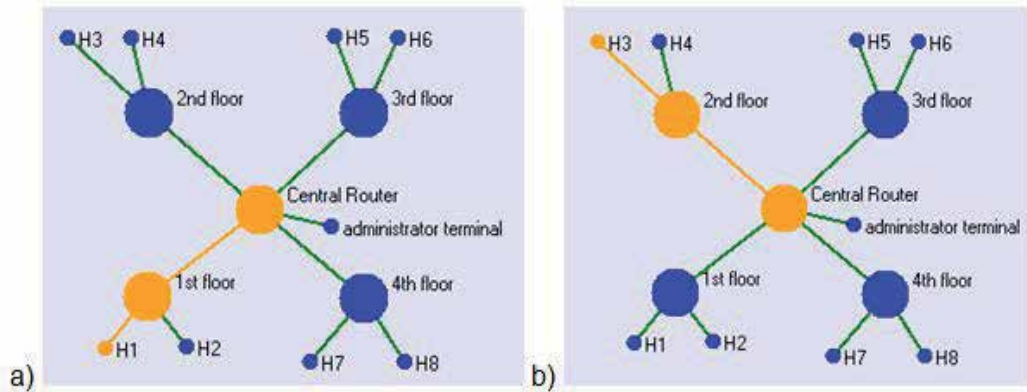 H3
H4
H5
H6
2nd floor
3rd floor
Central Router
administrator terminal
1st floor
4th floor
H1
H2
H7
H8
a)
H3
H4
H5
H6
2nd floor
3rd floor
Central Router
administrator terminal
1st floor
4th floor
H1
H2
H7
H8
b)